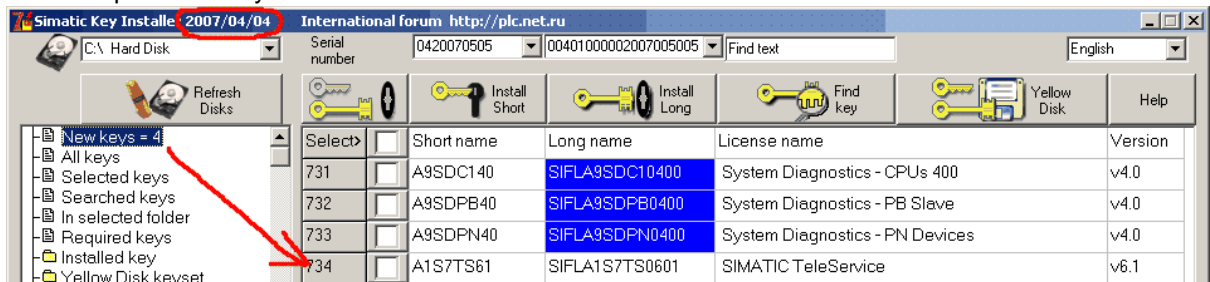 Simatic Key Installe 2007/04/04 International forum http://plc.net.ru
C:\ Hard Disk Serial number 0420070505 00401000002007005005 Find text English
Refresh Disks Install Short Install Long Find key Yellow Disk Help
New keys = 4 Select> Short name Long name License name Version
All keys
Selected keys 731 A9SDC140 SIFLA9SDC10400 System Diagnostics - CPUs 400 v4.0
Searched keys 732 A9SDPB40 SIFLA9SDPB0400 System Diagnostics - PB Slave v4.0
In selected folder
Required keys 733 A9SDPN40 SIFLA9SDPN0400 System Diagnostics - PN Devices v4.0
Installed key 734 A1S7TS61 SIFLA1S7TS0601 SIMATIC TeleService v6.1
Yellow Disk keyset